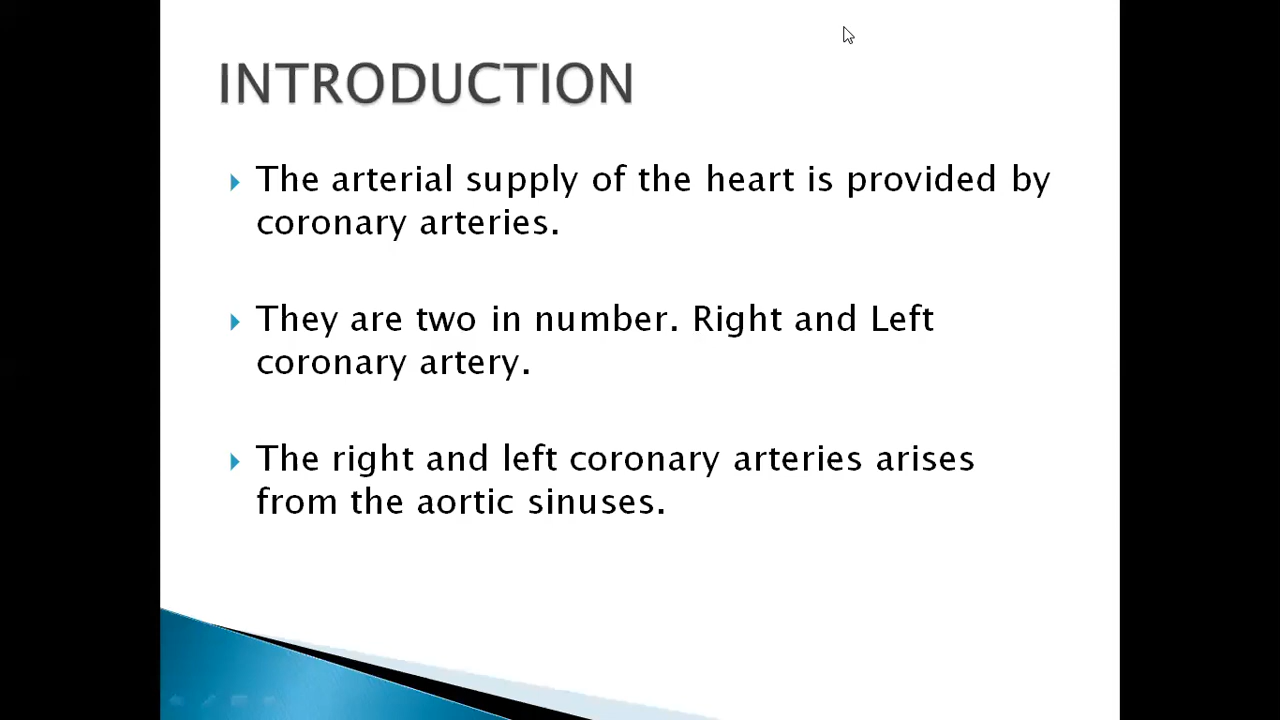 INTRODUCTION
The arterial supply of the heart is provided by
coronary arteries.
They are two in number. Right and Left
coronary artery.
The right and left coronary arteries arises
from the aortic sinuses.